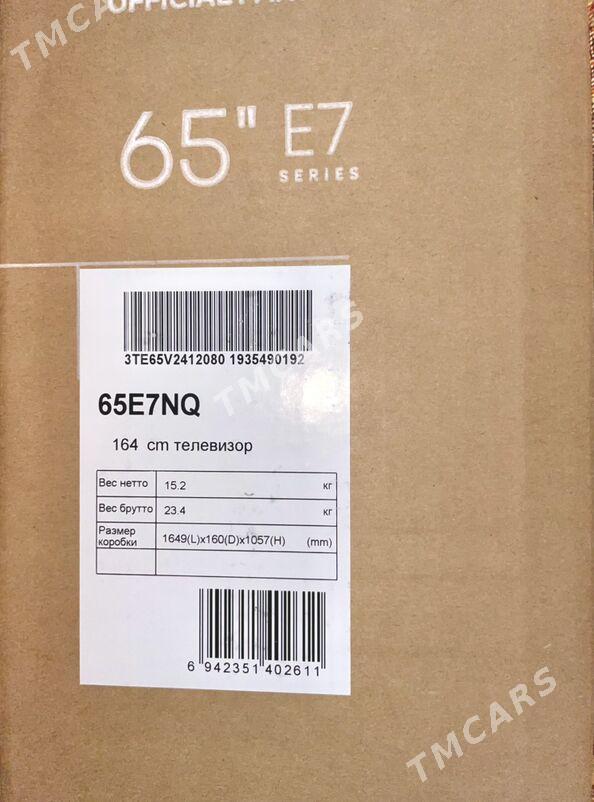 OFFICIAL
TMCARS
65" E7
SERIES
3TE65V2412080 1935490192
TMCARS
65E7NQ
164 cm телевизор
Вес нетто 15.2 кг
Вес брутто 23.4 кг
Размер
коробки 1649(L)x160(D)x1057(H) (mm)
6 942351 402611
TMCARS